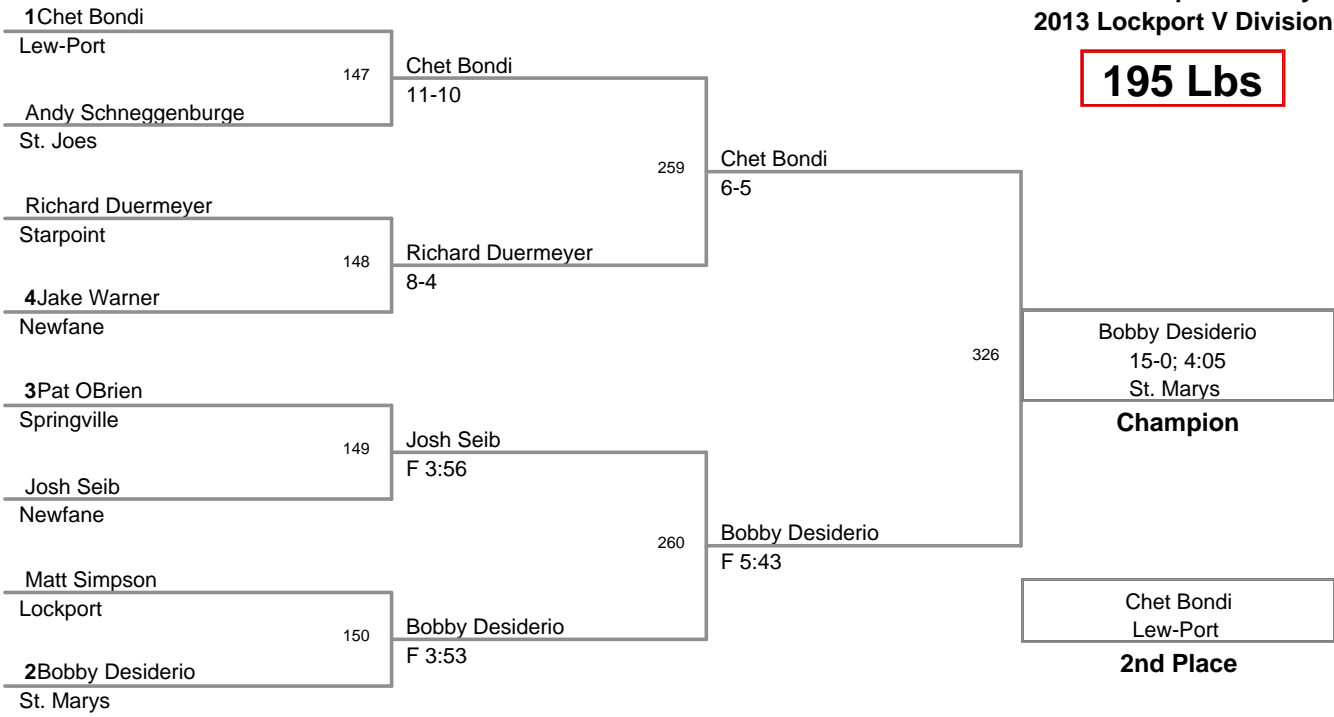 2013 Lockport V Division
195 Lbs
1Chet Bondi
Lew-Port
147
Andy Schneggenburge
St. Joes
Chet Bondi
11-10
Richard Duermeyer
Starpoint
148
4Jake Warner
Newfane
Richard Duermeyer
8-4
259
Chet Bondi
6-5
3Pat OBrien
Springville
149
Josh Seib
Newfane
Josh Seib
F 3:56
Matt Simpson
Lockport
150
2Bobby Desiderio
St. Marys
Bobby Desiderio
F 3:53
260
Bobby Desiderio
F 5:43
326
Bobby Desiderio
15-0; 4:05
St. Marys
Champion
Chet Bondi
Lew-Port
2nd Place